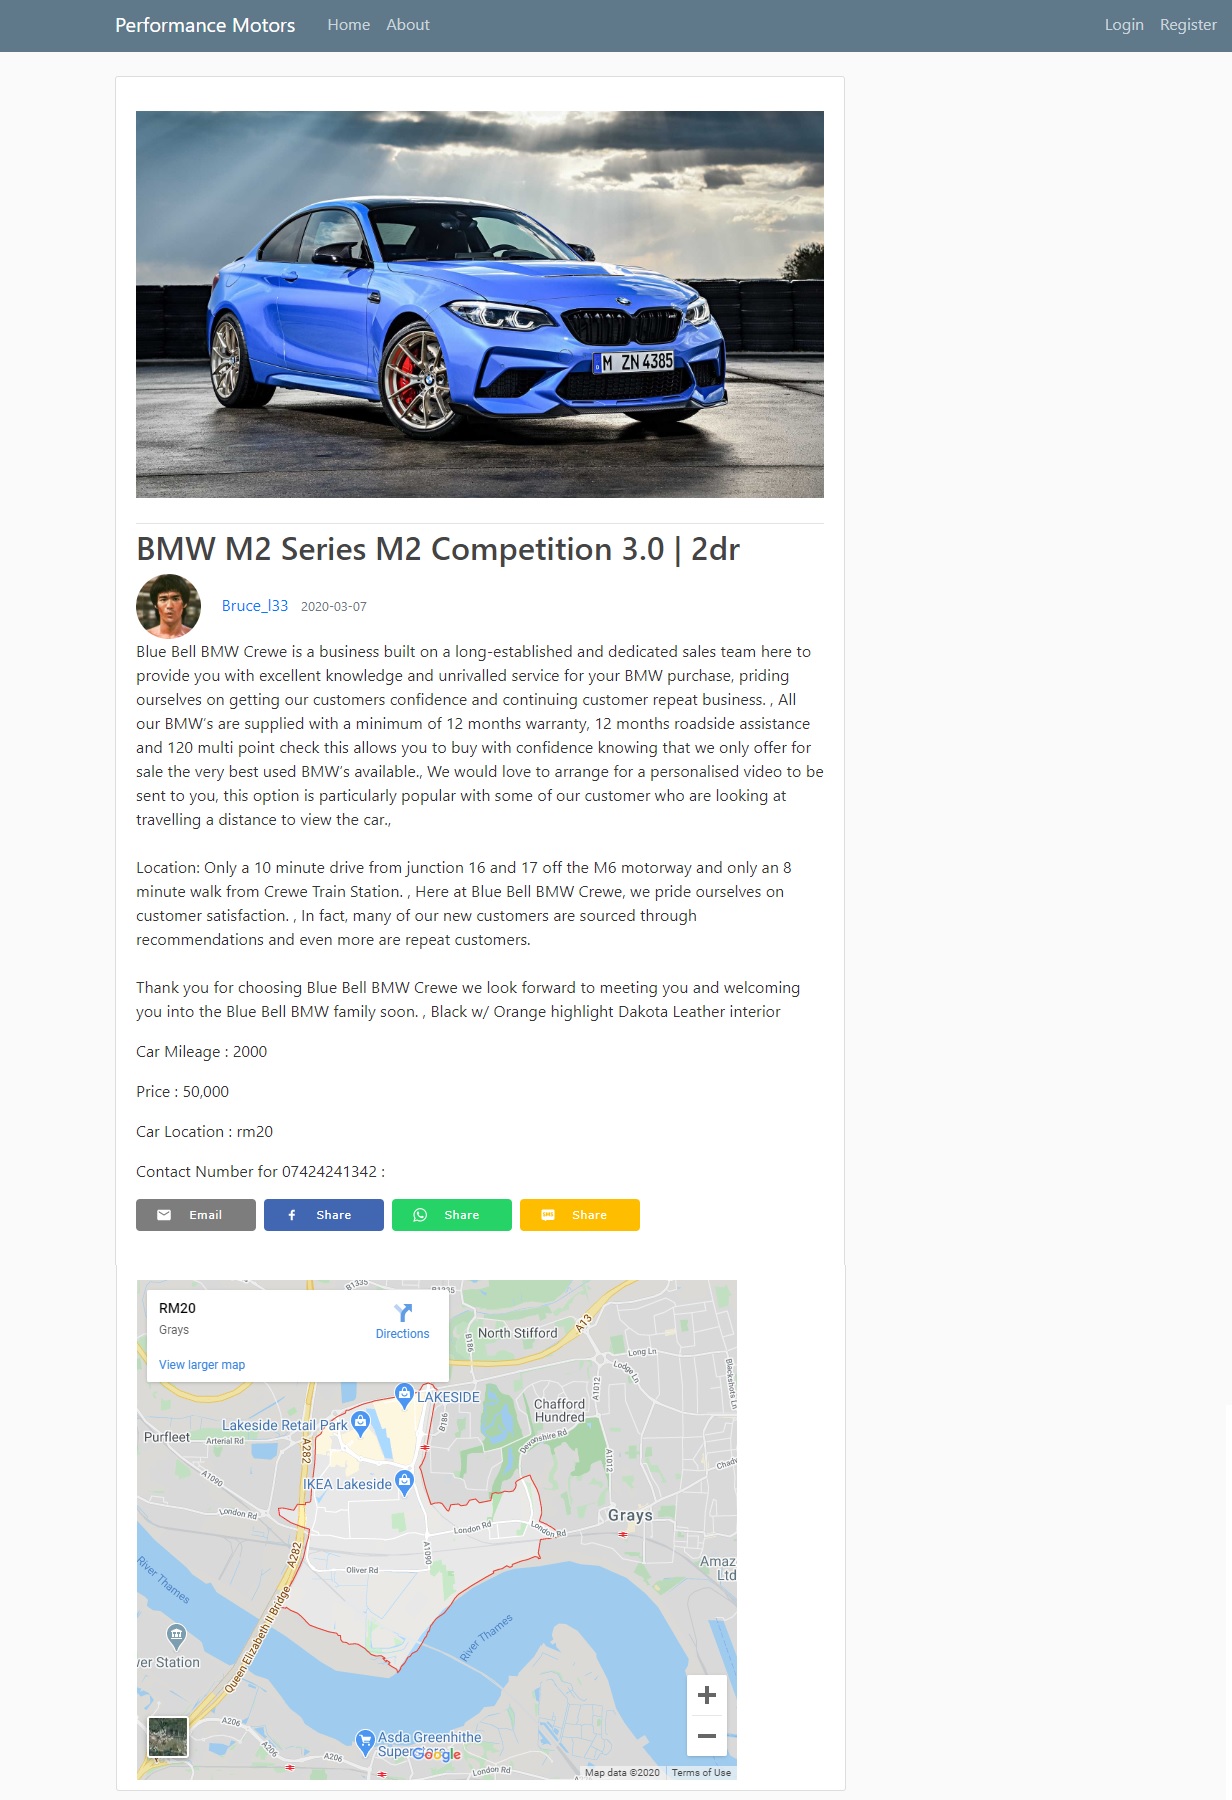 Performance Motors Home About Login Register
M ZN 4385
BMW M2 Series M2 Competition 3.0 | 2dr
Bruce_l33 2020-03-07
Blue Bell BMW Crewe is a business built on a long-established and dedicated sales team here to
provide you with excellent knowledge and unrivalled service for your BMW purchase, priding
ourselves on getting our customers confidence and continuing customer repeat business. , All
our BMW's are supplied with a minimum of 12 months warranty, 12 months roadside assistance
and 120 multi point check this allows you to buy with confidence knowing that we only offer for
sale the very best used BMW's available., We would love to arrange for a personalised video to be
sent to you, this option is particularly popular with some of our customer who are looking at
travelling a distance to view the car.,
Location: Only a 10 minute drive from junction 16 and 17 off the M6 motorway and only an 8
minute walk from Crewe Train Station. , Here at Blue Bell BMW Crewe, we pride ourselves on
customer satisfaction. , In fact, many of our new customers are sourced through
recommendations and even more are repeat customers.
Thank you for choosing Blue Bell BMW Crewe we look forward to meeting you and welcoming
you into the Blue Bell BMW family soon. , Black w/ Orange highlight Dakota Leather interior
Car Mileage : 2000
Price : 50,000
Car Location : rm20
Contact Number for 07424241342 :
Email Share Share Share
B1335
B1335
RM20
Grays
Directions
View larger map
North Stifford
A13
B186
Long Ln
Lodge Ln
Blackshots Ln
A1012
LAKESIDE
Chafford
Hundred
Lakeside Retail Park
B186
Purfleet
Arterial Rd
A282
Devonshire Rd
A1012
Chadw
A1090
IKEA Lakeside
London Rd
Grays
London Rd
London Rd
A282
A1090
Oliver Rd
Amaz
Ltd
River Thames
Queen Elizabeth II Bridge
River Thames
ver Station
A206
A206
A206
Asda Greenhithe
Superstore
Google
London Rd
Map data ©2020 Terms of Use